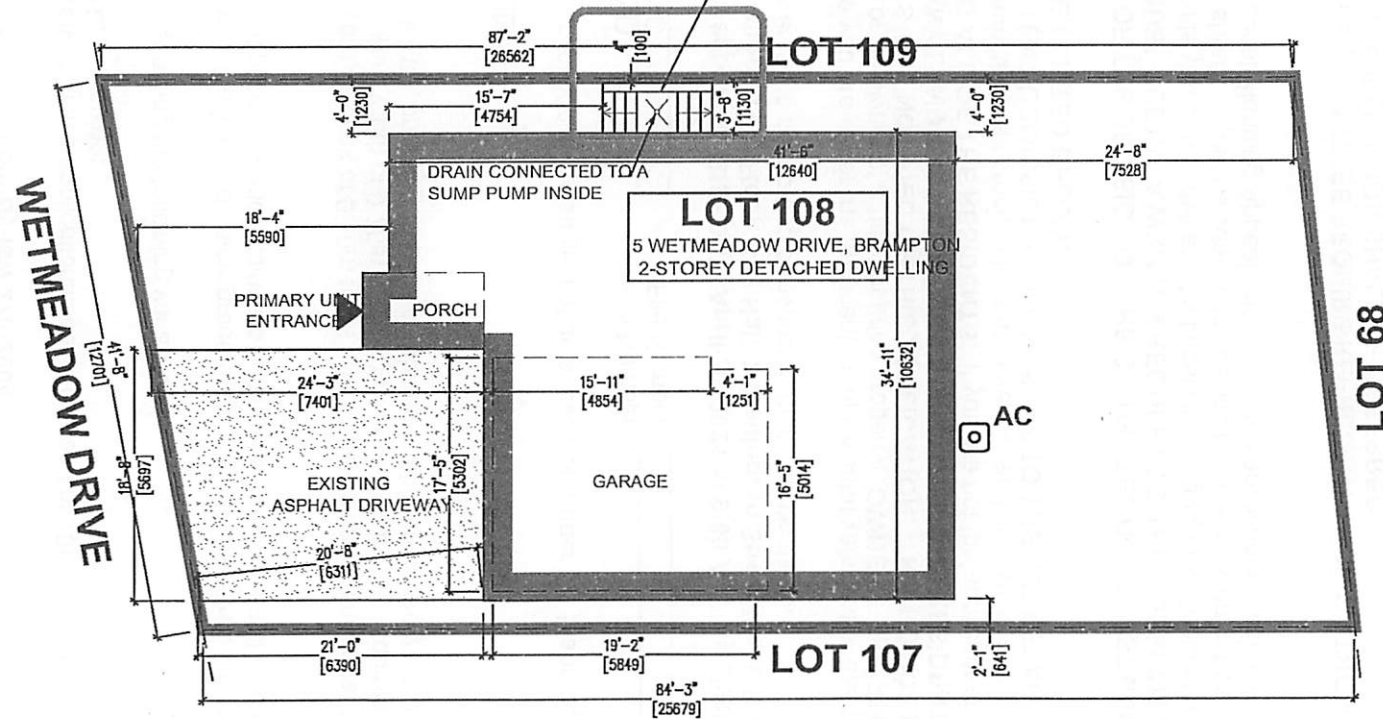 87'-2"
[26562]
LOT 109
4"
[100]
4'-0"
[1230]
15'-7"
[4754]
3'-8"
[1130]
4'-0"
[1230]
41'-6"
[12640]
24'-8"
[7528]
DRAIN CONNECTED TO A
SUMP PUMP INSIDE
LOT 108
5 WETMEADOW DRIVE, BRAMPTON
2-STOREY DETACHED DWELLING
18'-4"
[5590]
WETMEADOW DRIVE
PRIMARY UNIT
ENTRANCE
PORCH
41'-8"
[12701]
LOT 68
24'-3"
[7401]
15'-11"
[4854]
4'-1"
[1251]
34'-11"
[10632]
AC
18'-8"
[5697]
EXISTING
ASPHALT DRIVEWAY
17'-5"
[5302]
GARAGE
16'-5"
[5014]
20'-8"
[6311]
21'-0"
[6390]
19'-2"
[5849]
LOT 107
2'-1"
[641]
84'-3"
[25679]